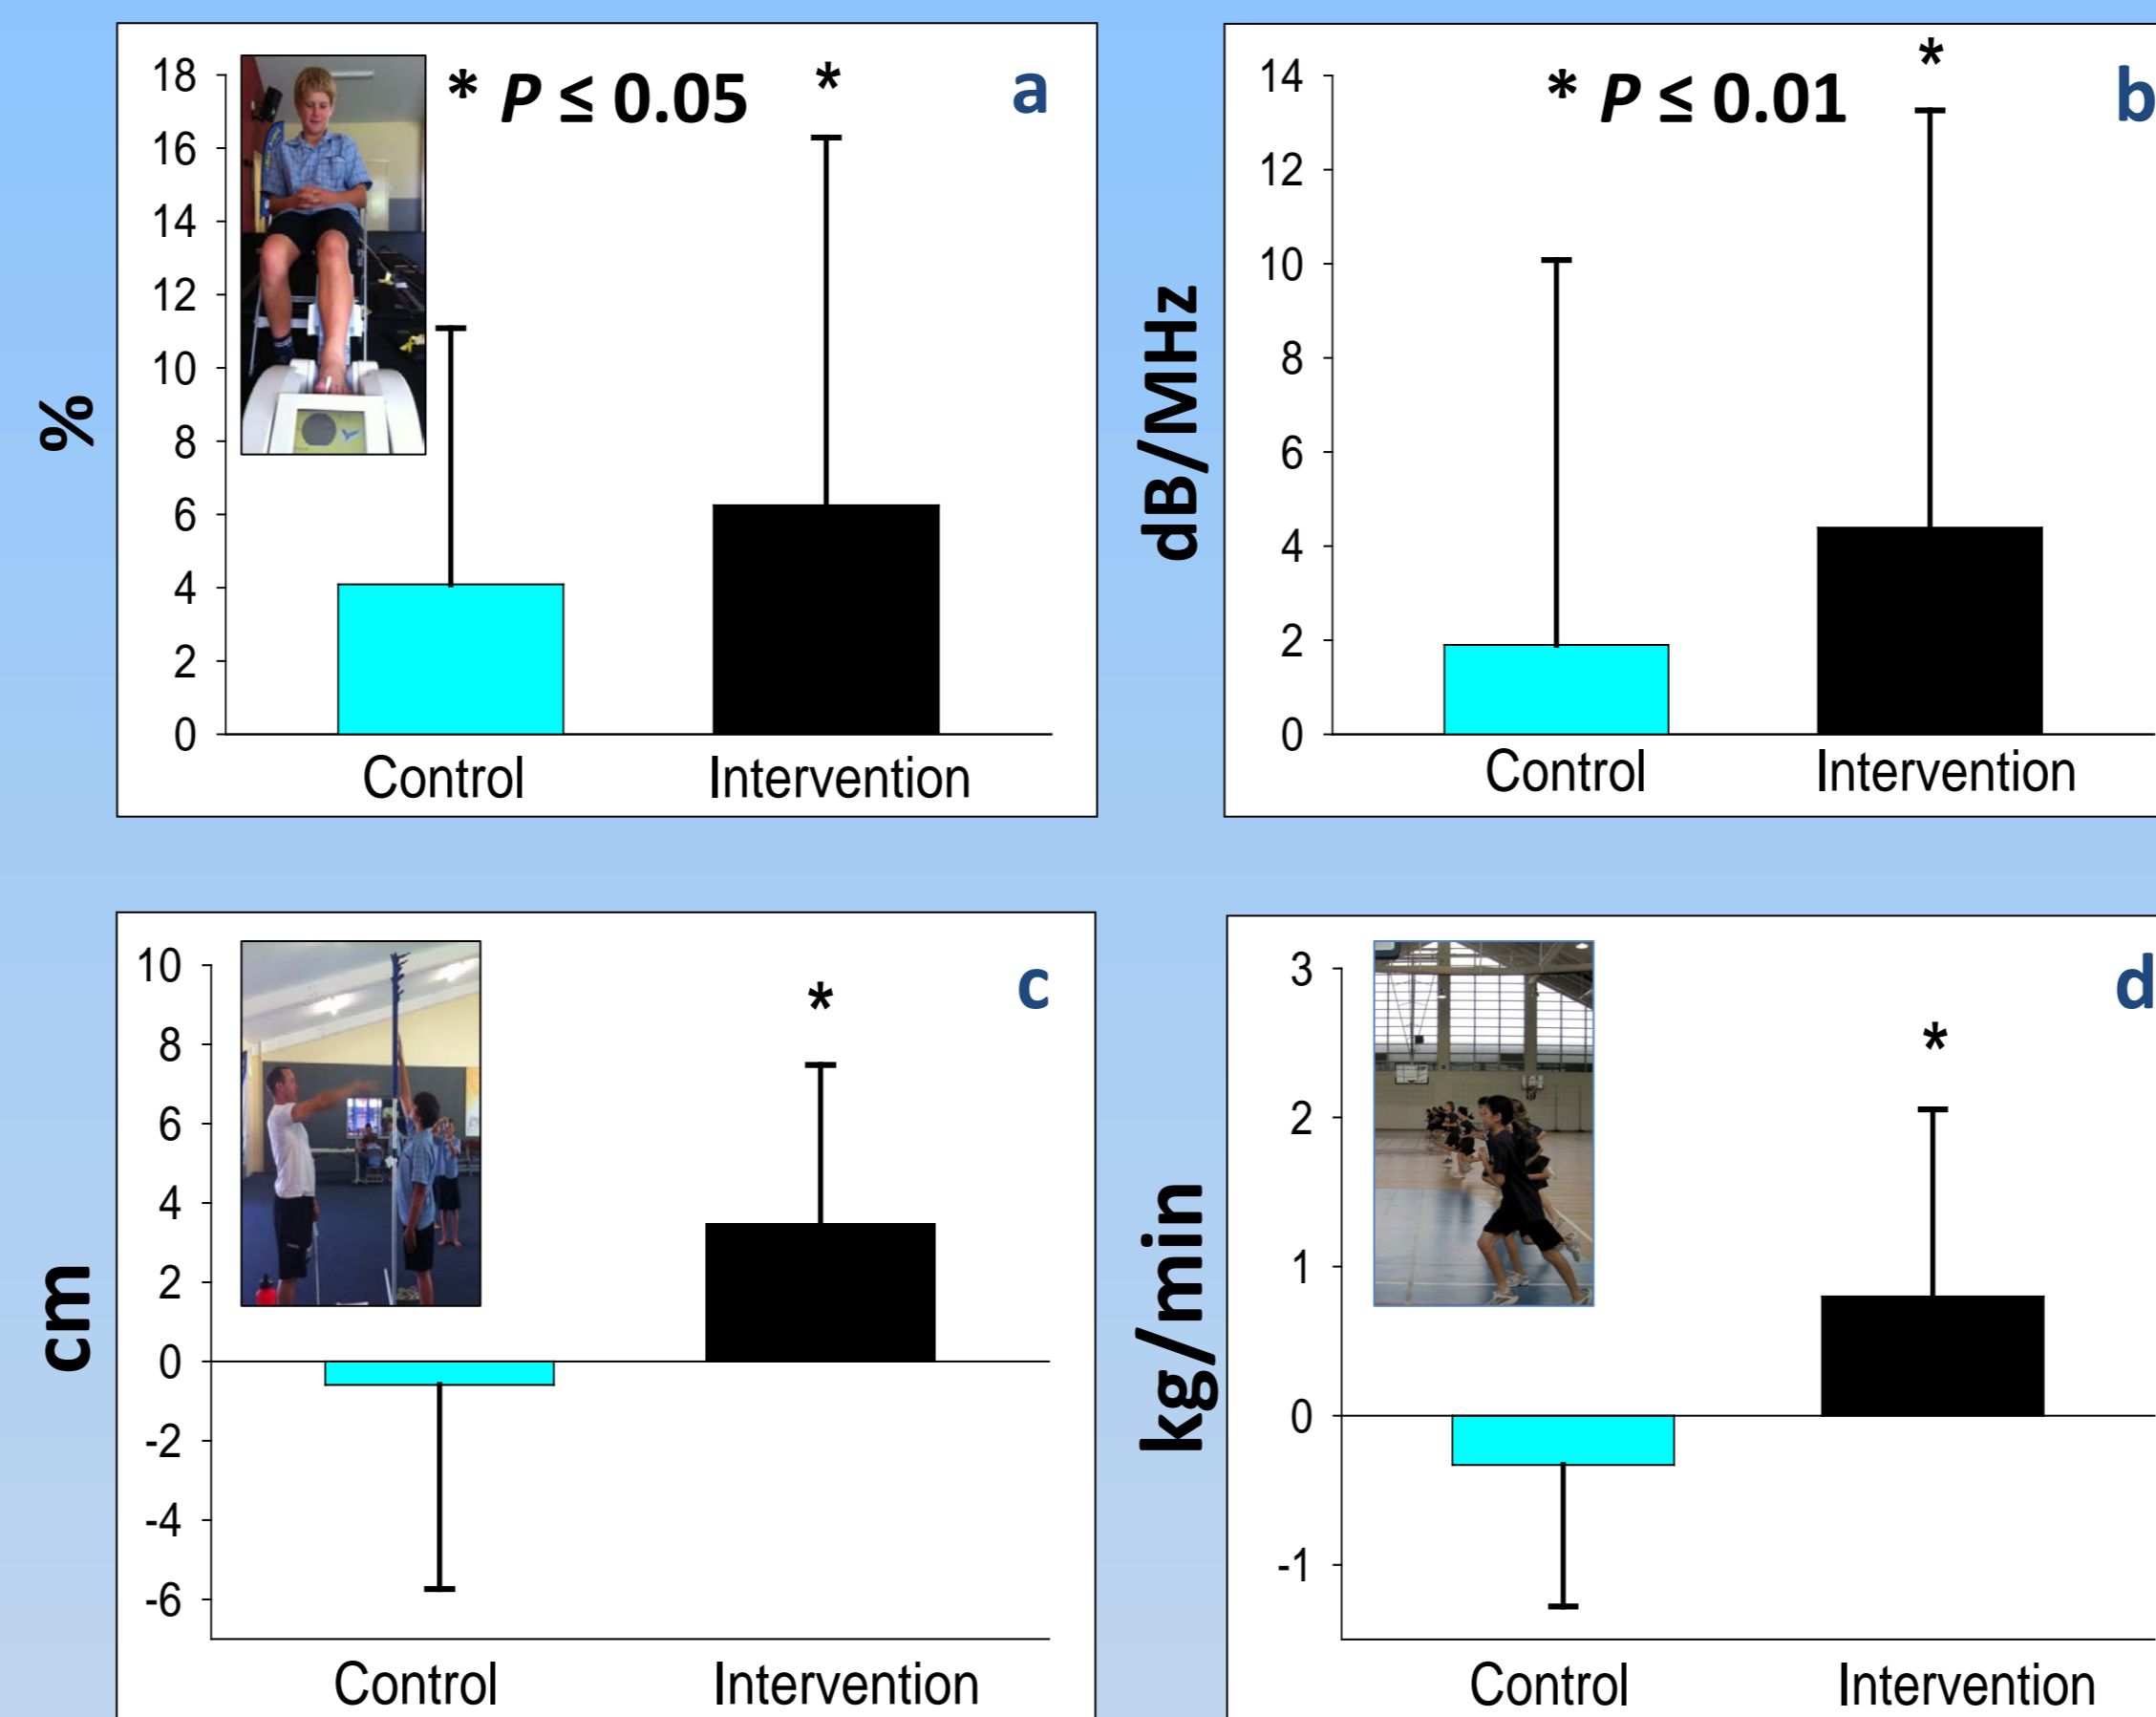 %
18
16
14
12
10
8
6
4
2
0
* P ≤ 0.05
*
a
Control Intervention
dB/MHz
14
12
10
8
6
4
2
0
* P ≤ 0.01
*
b
Control Intervention
cm
10
8
6
4
2
0
-2
-4
-6
*
c
Control Intervention
kg/min
3
2
1
0
-1
*
d
Control Intervention